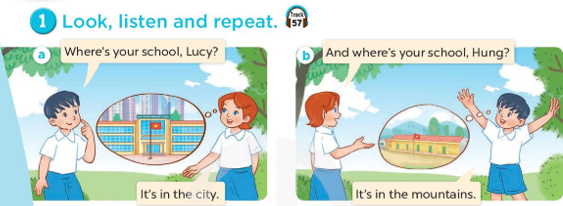 1 Look, listen and repeat. Track 57
a Where's your school, Lucy?
It's in the city.
b And where's your school, Hung?
It's in the mountains.